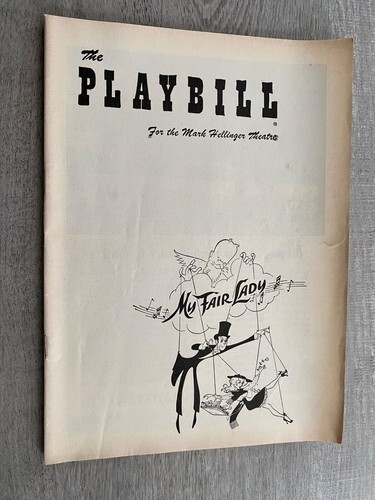 The
PLAYBILL
For the Mark Hellinger Theatre
My Fair Lady